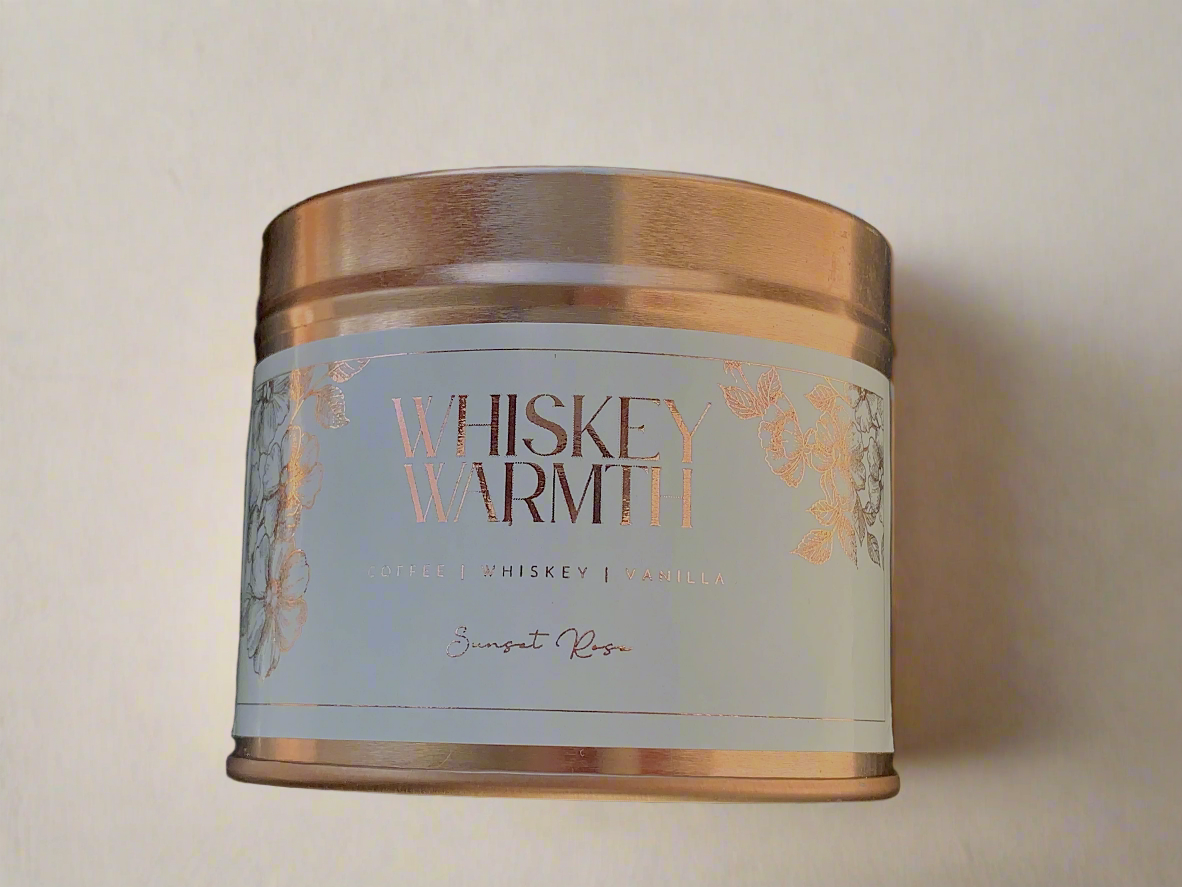 WHISKEY
WARMTH
COFFEE | WHISKEY | VANILLA
Sunset Rose